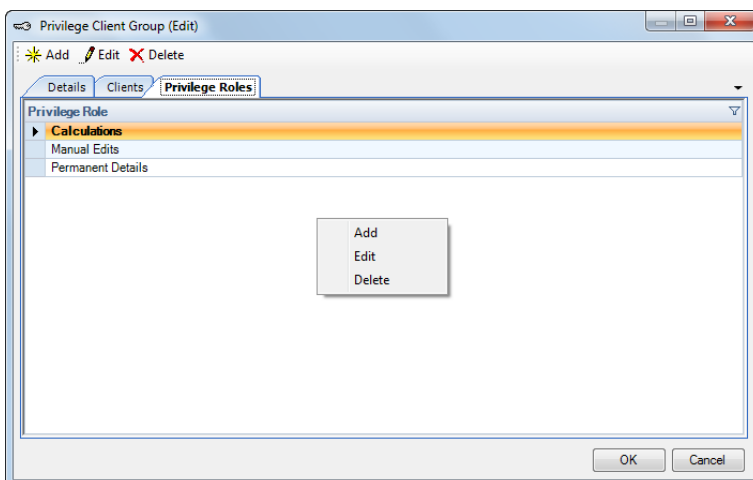 Privilege Client Group (Edit)
Add Edit Delete
Details Clients Privilege Roles
Privilege Role
Calculations
Manual Edits
Permanent Details
Add
Edit
Delete
OK Cancel